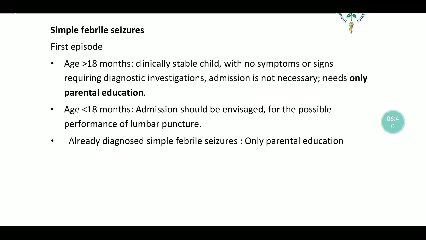 Simple febrile seizures
First episode
• Age >18 months: clinically stable child, with no symptoms or signs
requiring diagnostic investigations, admission is not necessary; needs only
parental education.
• Age <18 months: Admission should be envisaged, for the possible
performance of lumbar puncture.
• Already diagnosed simple febrile seizures : Only parental education